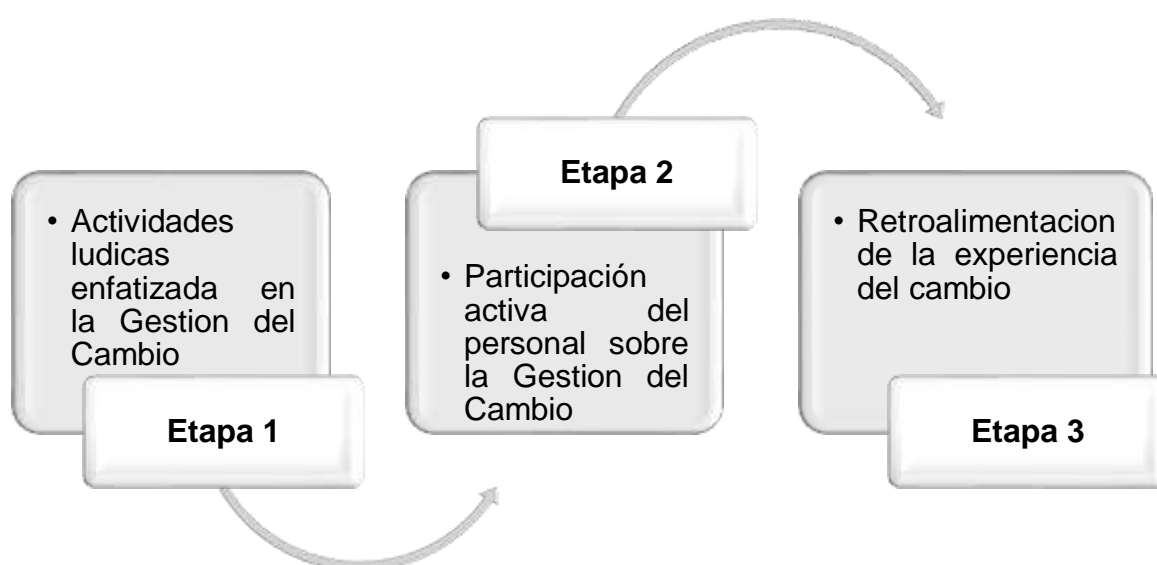 • Actividades
ludicas
enfatizada en
la Gestion del
Cambio
Etapa 1
Etapa 2
• Participación
activa del
personal sobre
la Gestion del
Cambio
• Retroalimentacion
de la experiencia
del cambio
Etapa 3